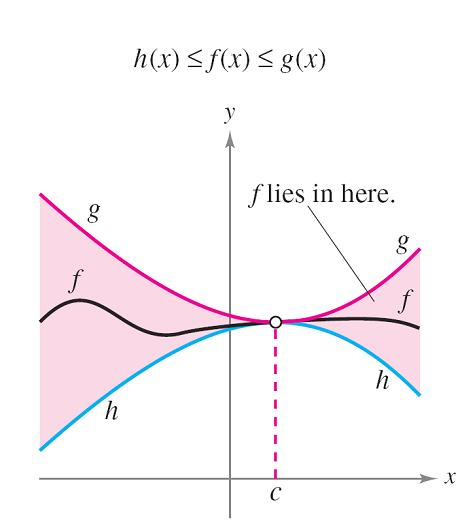 h(x) ≤ f(x) ≤ g(x)
y
f lies in here.
g
g
f
f
h
h
x
c